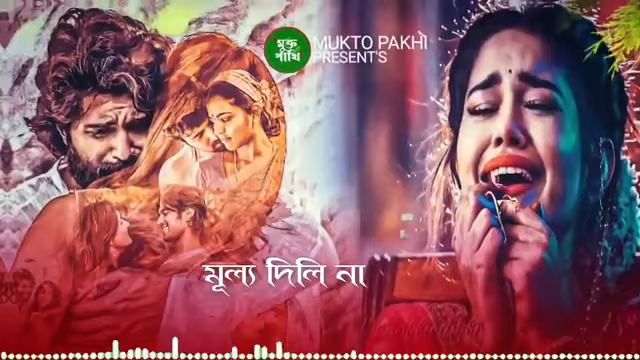 মুক্ত
পাখি
MUKTO PAKHI
PRESENT'S
মূল্য দিলি না